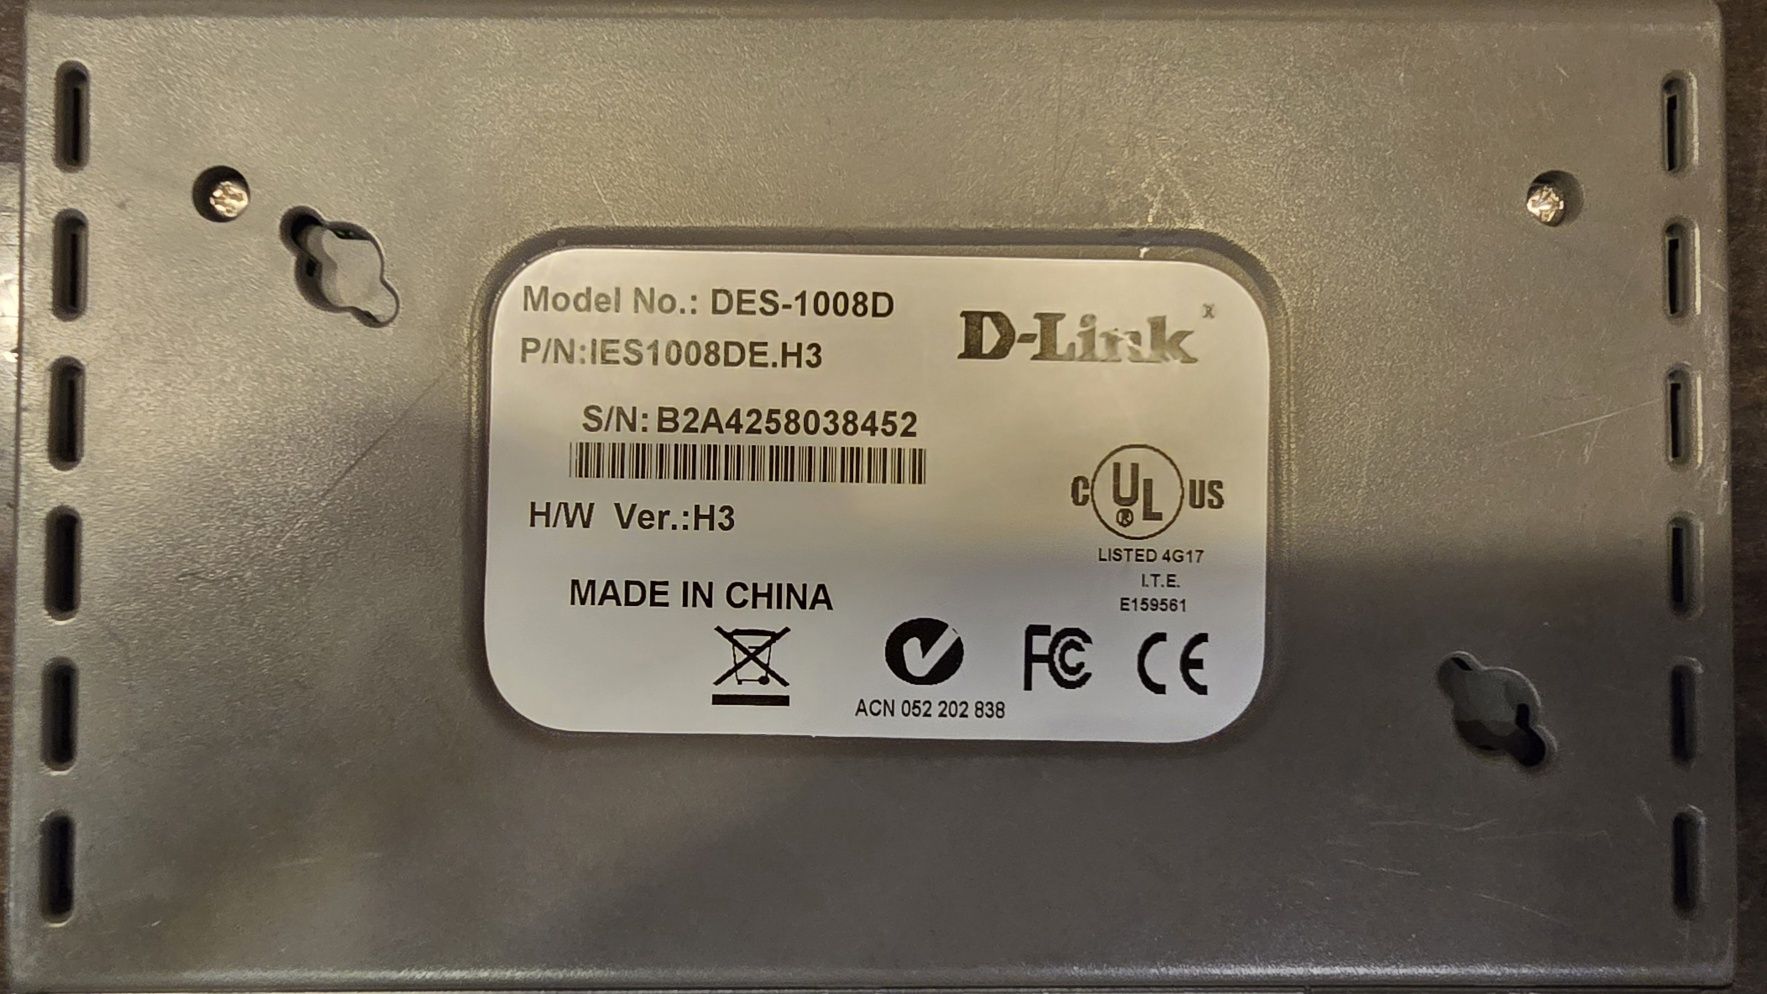 Model No.: DES-1008D
P/N:IES1008DE.H3
D-Link
S/N: B2A4258038452
H/W Ver.:H3
C UL® US
LISTED 4G17
I.T.E.
E159561
MADE IN CHINA
ACN 052 202 838
FC CE